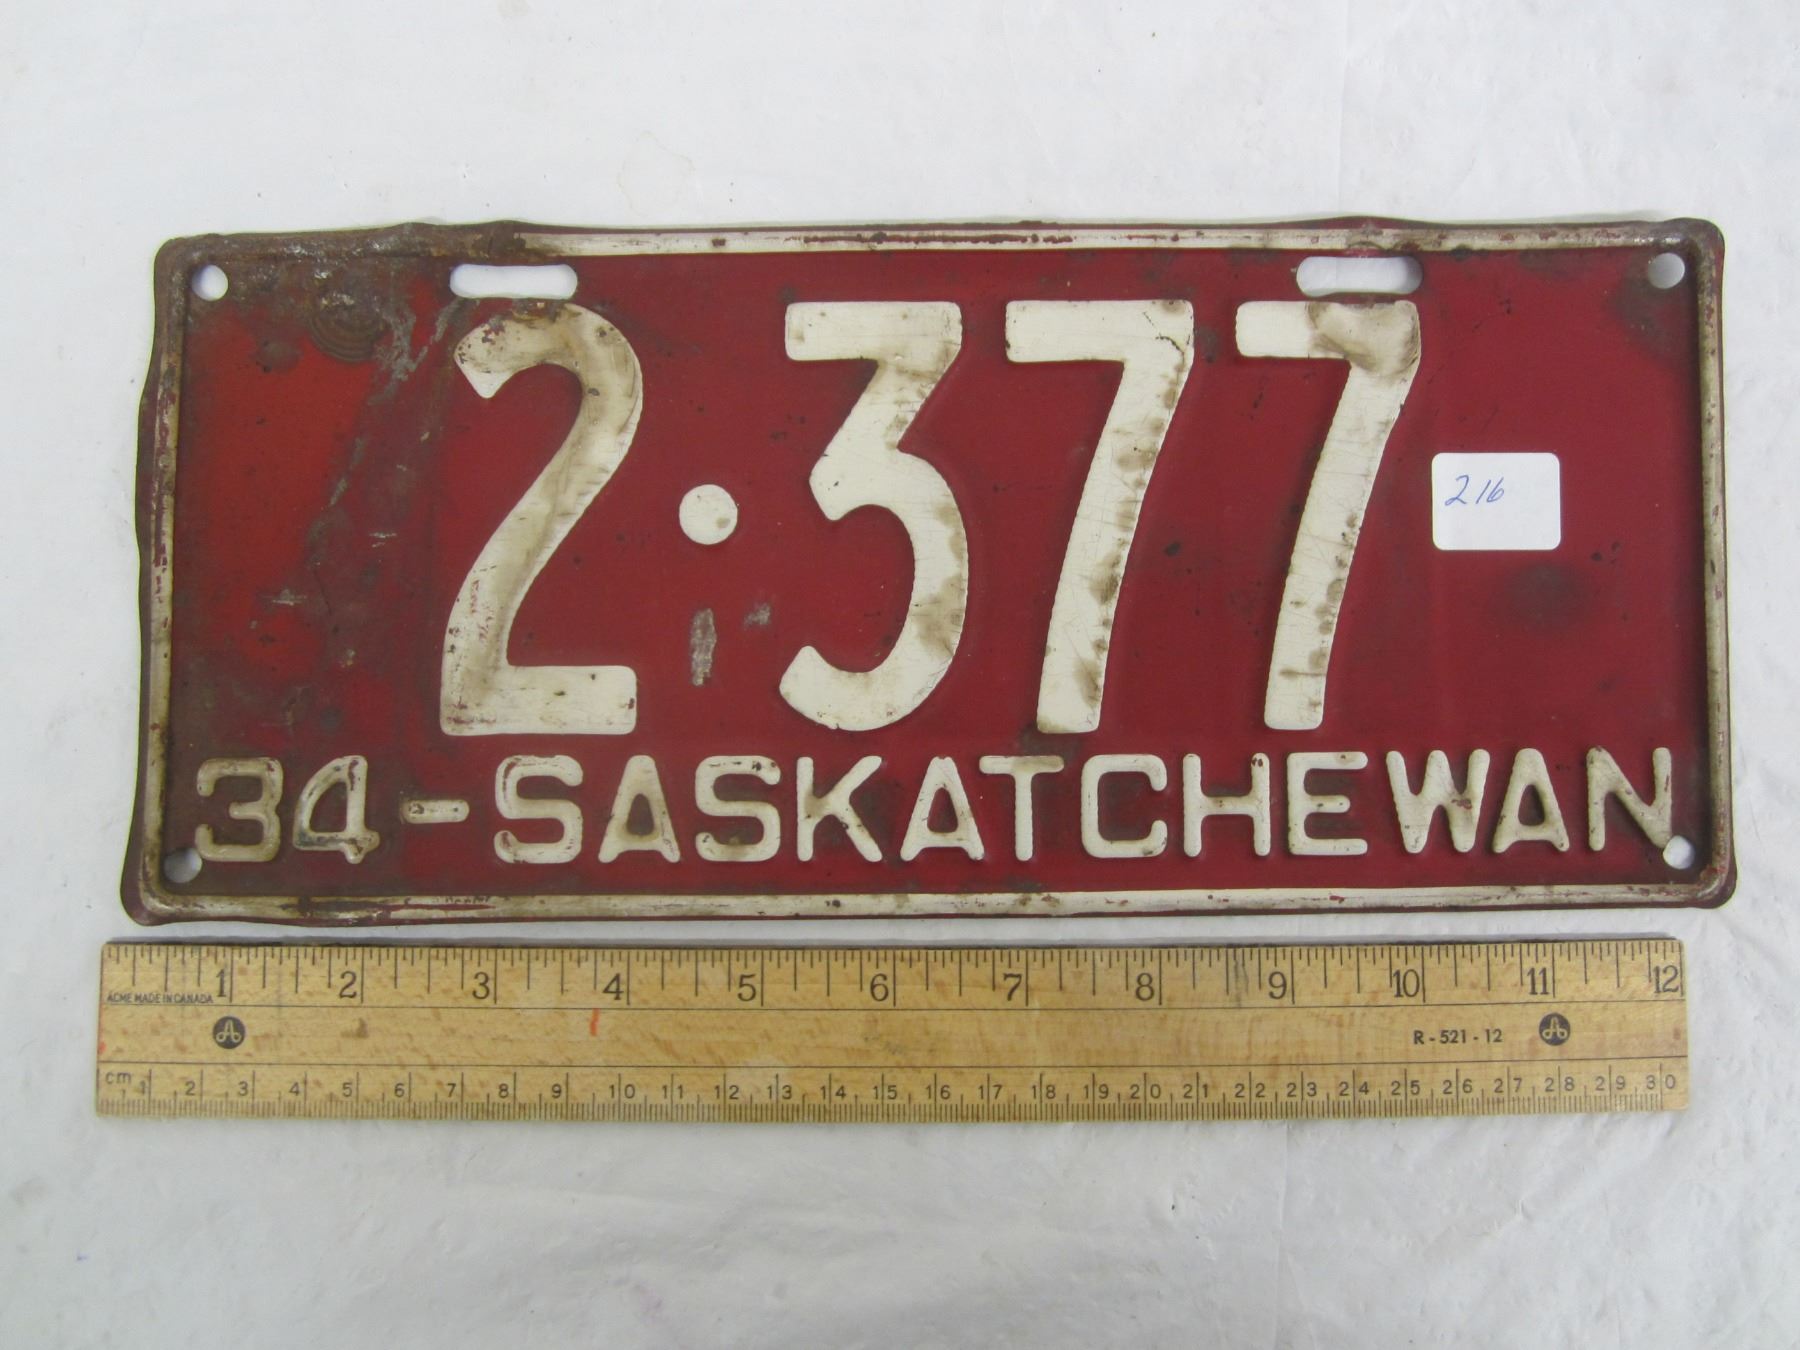 2·377
216
34-SASKATCHEWAN
1 2 3 4 5 6 7 8 9 10 11 12
ACME MADE IN CANADA
R-521-12
cm 1 2 3 4 5 6 7 8 9 10 11 12 13 14 15 16 17 18 19 20 21 22 23 24 25 26 27 28 29 30